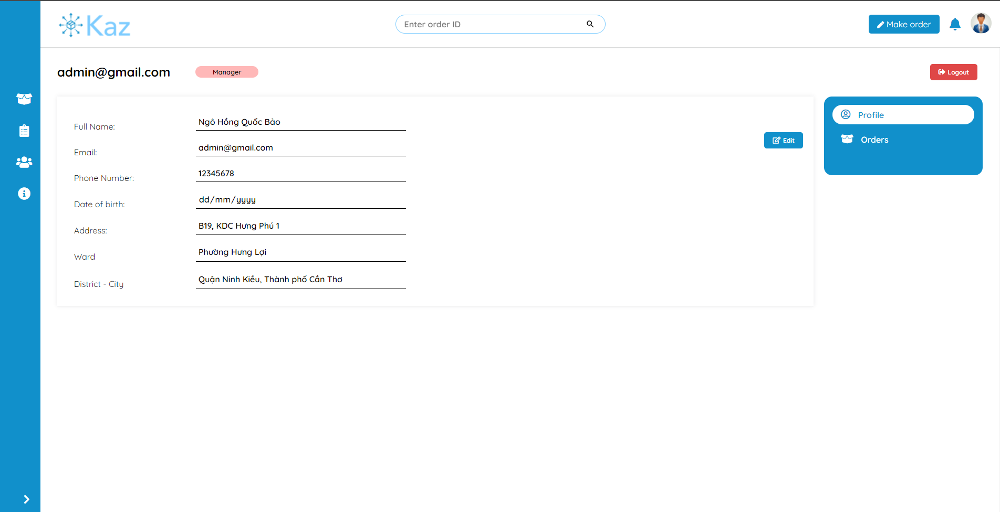 Kaz
Enter order ID
Make order
admin@gmail.com
Manager
Logout
Full Name:
Ngô Hồng Quốc Bảo
Email:
admin@gmail.com
Phone Number:
12345678
Date of birth:
dd/mm/yyyy
Address:
B19, KDC Hưng Phú 1
Ward
Phường Hưng Lợi
District - City
Quận Ninh Kiều, Thành phố Cần Thơ
Edit
Profile
Orders